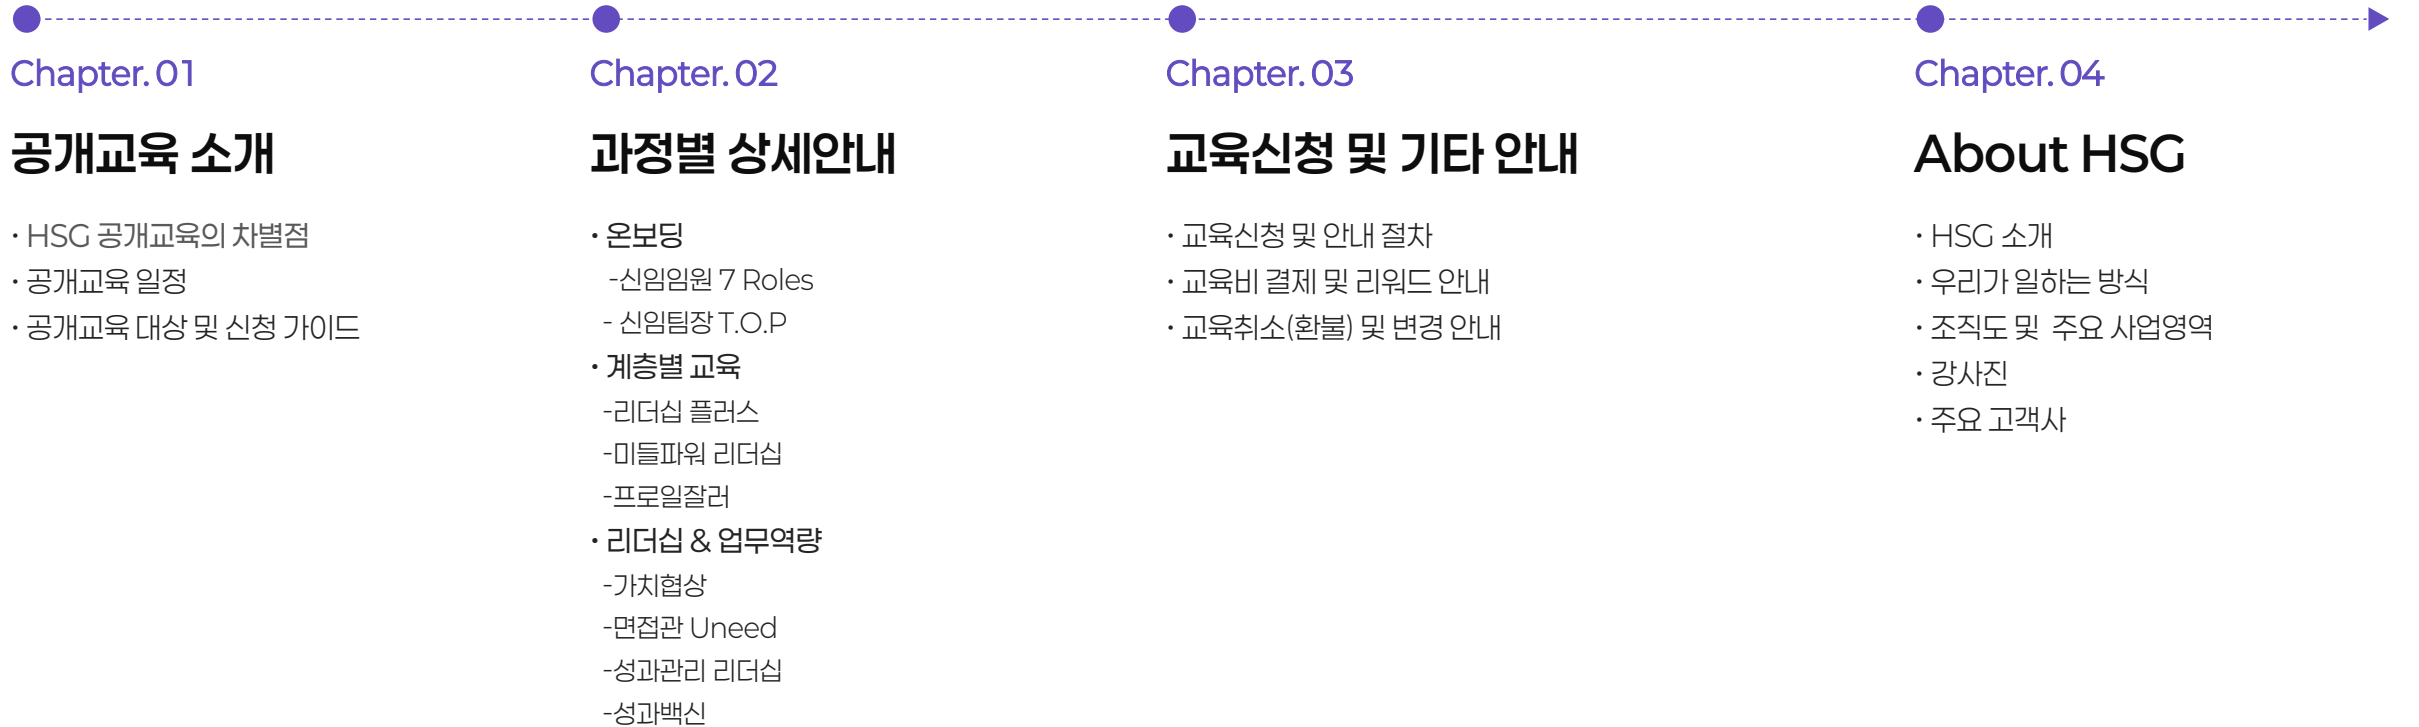 Chapter. 01
공개교육 소개
· HSG 공개교육의 차별점
· 공개교육 일정
· 공개교육 대상 및 신청 가이드
Chapter. 02
과정별 상세안내
· 온보딩
-신임임원 7 Roles
- 신임팀장 T.O.P
· 계층별 교육
-리더십 플러스
-미들파워 리더십
-프로일잘러
· 리더십 & 업무역량
-가치협상
-면접관 Uneed
-성과관리 리더십
-성과백신
Chapter. 03
교육신청 및 기타 안내
· 교육신청 및 안내 절차
· 교육비 결제 및 리워드 안내
· 교육취소(환불) 및 변경 안내
Chapter. 04
About HSG
· HSG 소개
· 우리가 일하는 방식
· 조직도 및 주요 사업영역
· 강사진
· 주요 고객사